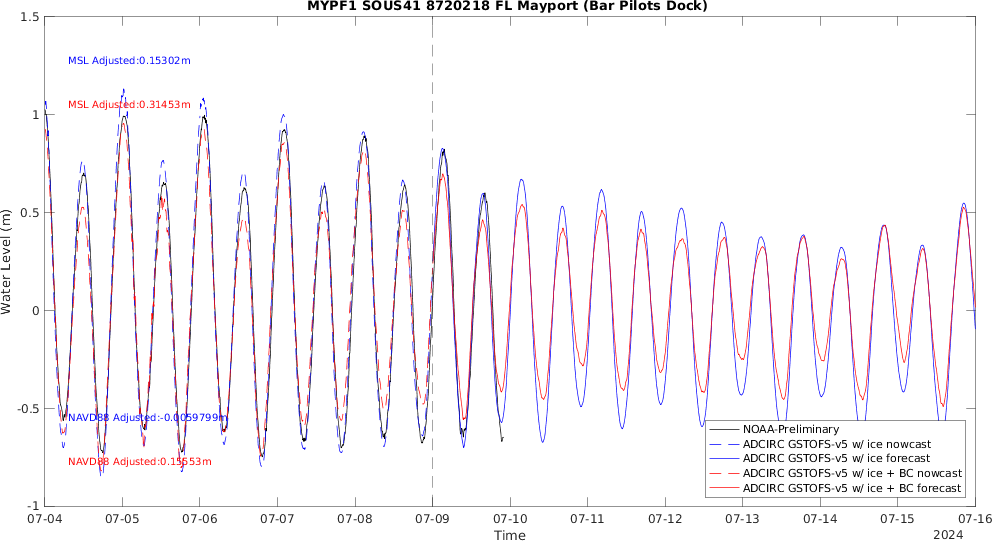 MYPF1 SOUS41 8720218 FL Mayport (Bar Pilots Dock)
1.5
MSL Adjusted:0.15302m
MSL Adjusted:0.31453m
1
0.5
Water Level (m)
0
-0.5
NAVD88 Adjusted:-0.0059799m
NAVD88 Adjusted:0.15553m
-1
NOAA-Preliminary
ADCIRC GSTOFS-v5 w/ ice nowcast
ADCIRC GSTOFS-v5 w/ ice forecast
ADCIRC GSTOFS-v5 w/ ice + BC nowcast
ADCIRC GSTOFS-v5 w/ ice + BC forecast
07-04 07-05 07-06 07-07 07-08 07-09 07-10 07-11 07-12 07-13 07-14 07-15 07-16
Time
2024